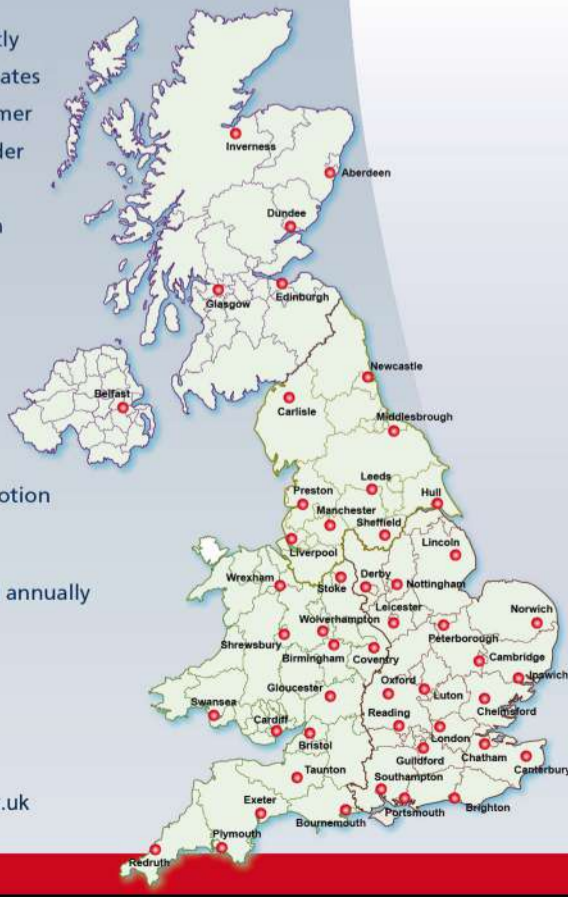 tly
ates
mer
der
n
otion
annually
.uk
Inverness
Aberdeen
Dundee
Glasgow
Edinburgh
Newcastle
Belfast
Carlisle
Middlesbrough
Leeds
Preston
Hull
Manchester
Sheffield
Liverpool
Lincoln
Wrexham
Stoke
Derby
Nottingham
Leicester
Norwich
Wolverhampton
Peterborough
Shrewsbury
Birmingham
Coventry
Cambridge
Ipswich
Oxford
Gloucester
Luton
Chelmsford
Swansea
Reading
Cardiff
London
Bristol
Guildford
Chatham
Canterbury
Taunton
Southampton
Exeter
Bournemouth
Portsmouth
Brighton
Plymouth
Redruth